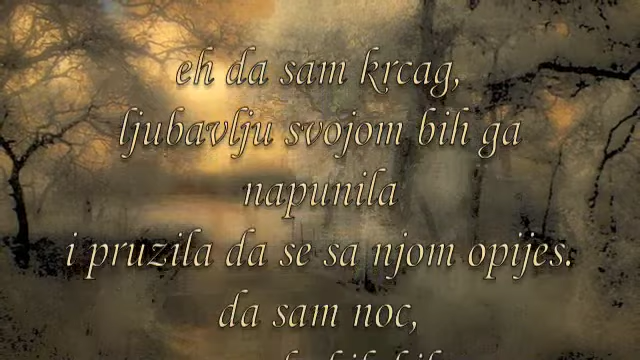 eh da sam krcag,
ljubavlju svojom bih ga
napunila
i pruzila da se sa njom opijes.
da sam noc,